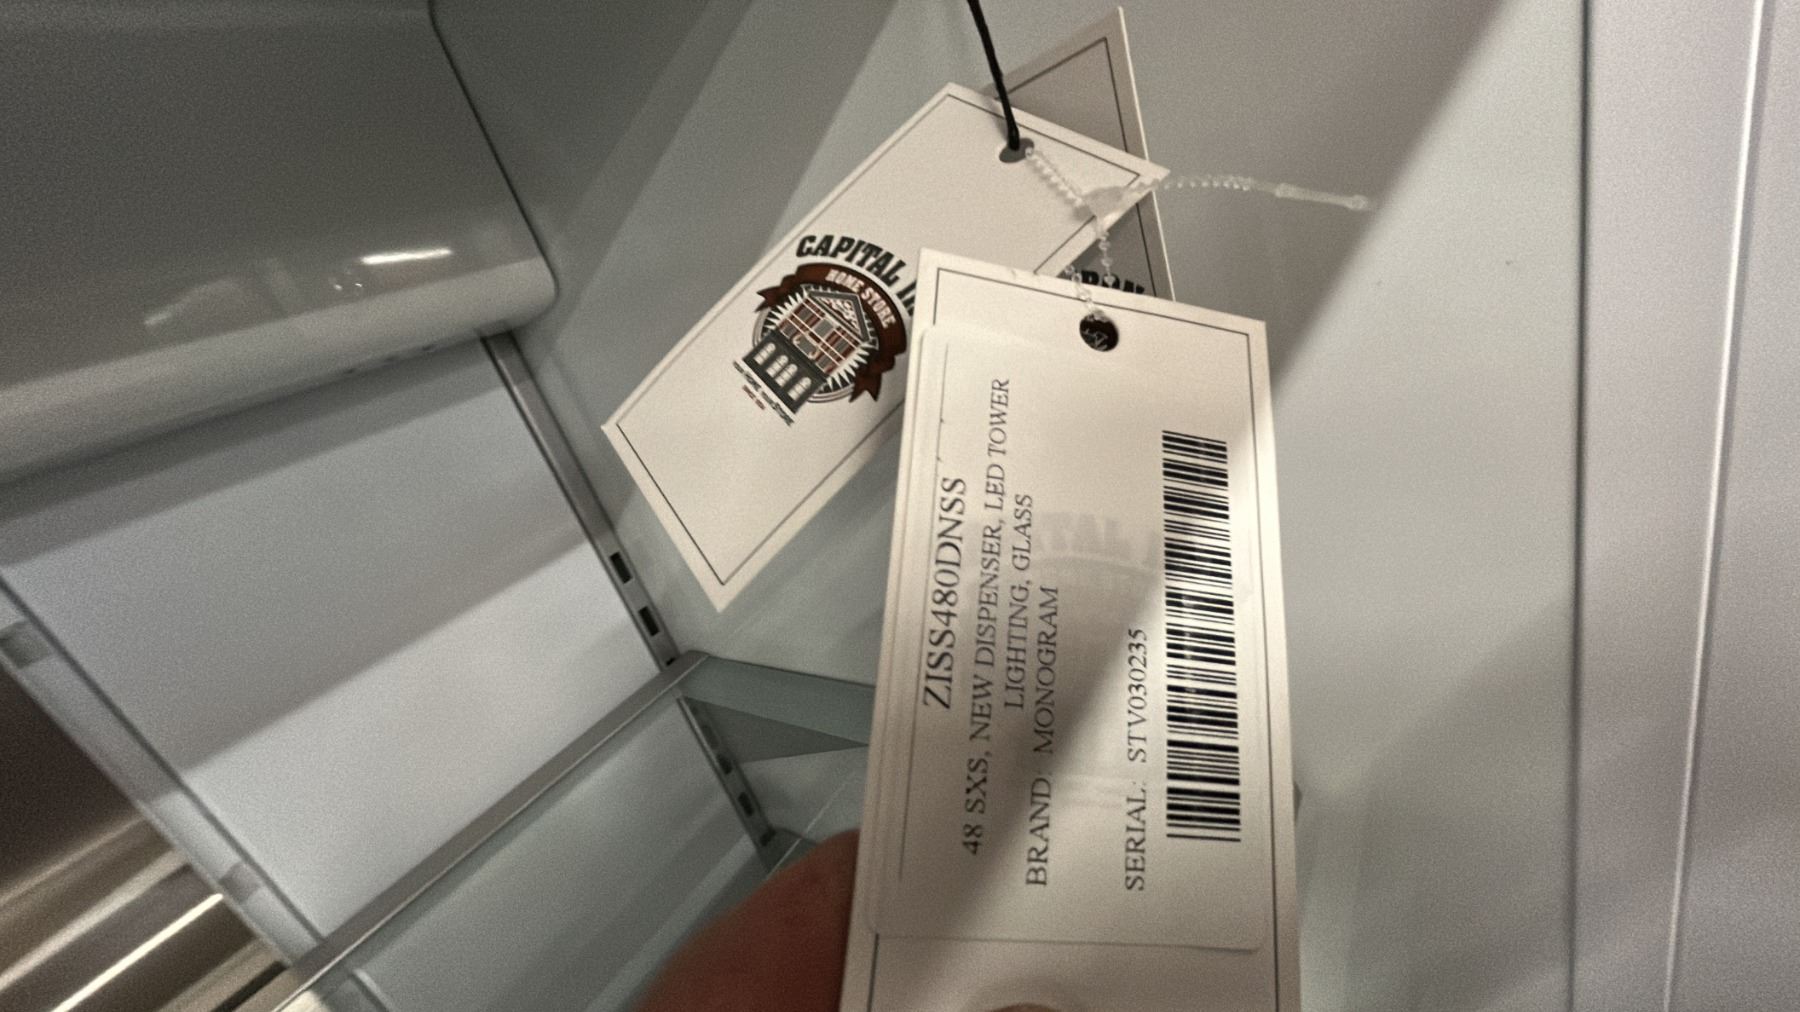 CAPITAL
HOME STORE
ZISS480DNSS
48 SXS, NEW DISPENSER, LED TOWER
LIGHTING, GLASS
BRAND: MONOGRAM
SERIAL: STV030235